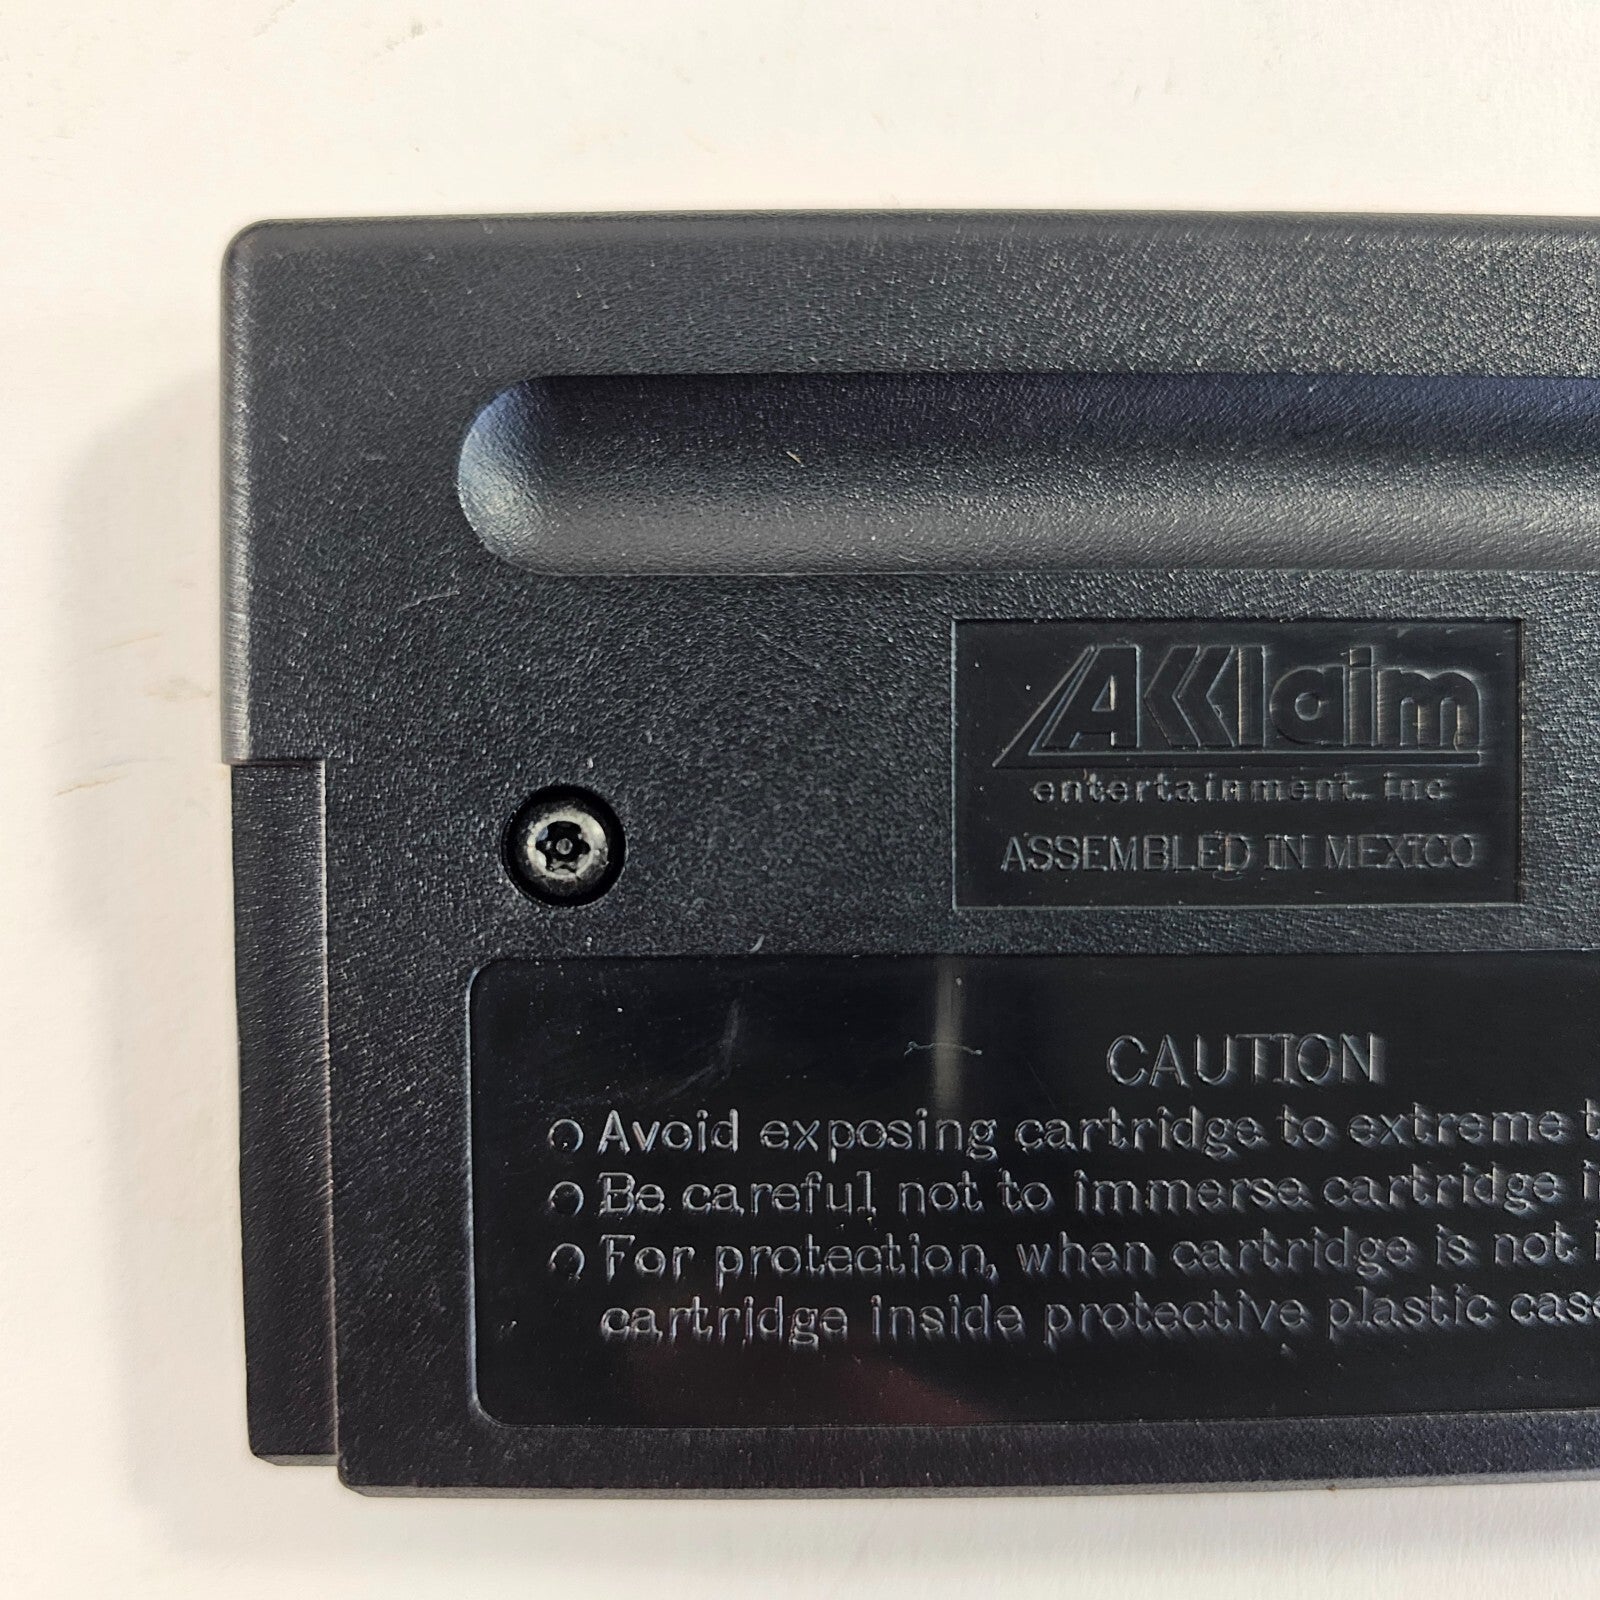 Acclaim
entertainment, inc
ASSEMBLED IN MEXICO
CAUTION
Avoid exposing cartridge to extreme
Be careful not to immerse cartridge
For protection, when cartridge is not
cartridge inside protective plastic case